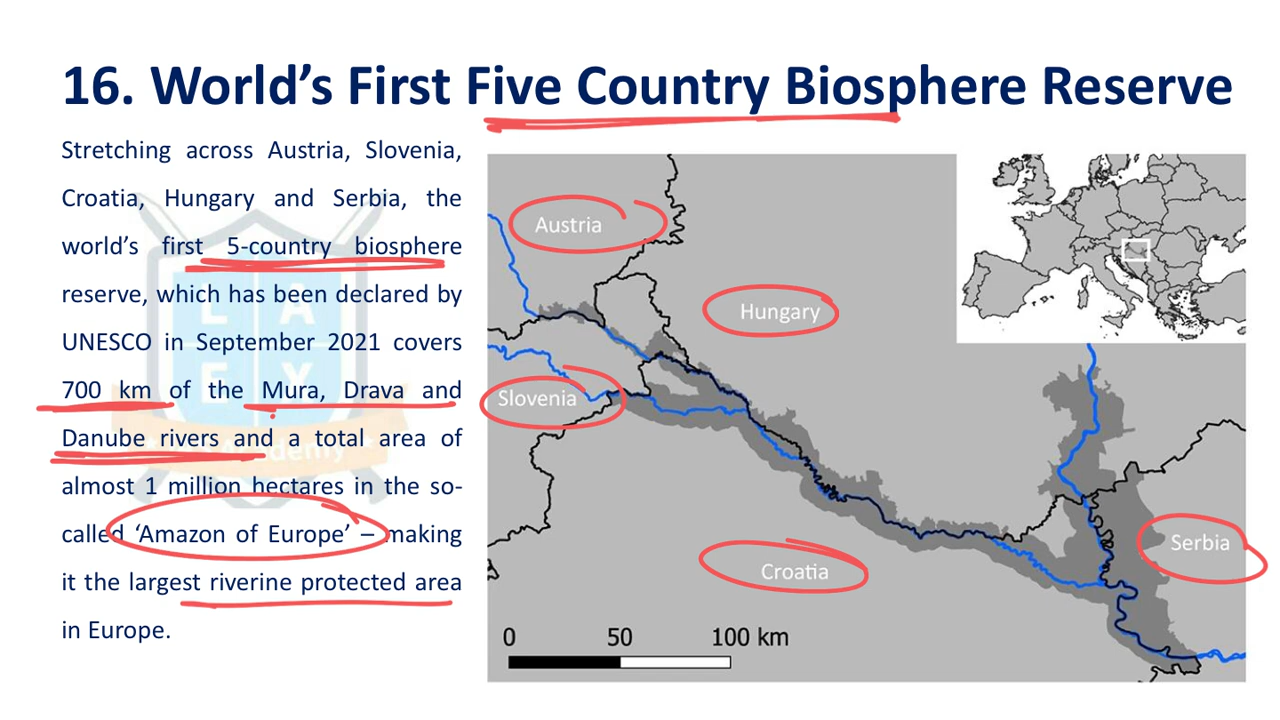 16. World’s First Five Country Biosphere Reserve
Stretching across Austria, Slovenia,
Croatia, Hungary and Serbia, the
world’s first 5-country biosphere
reserve, which has been declared by
UNESCO in September 2021 covers
700 km of the Mura, Drava and
Danube rivers and a total area of
almost 1 million hectares in the so-
called ‘Amazon of Europe’ – making
it the largest riverine protected area
in Europe.
Austria
Hungary
Slovenia
Serbia
Croatia
0 50 100 km
L A
E X